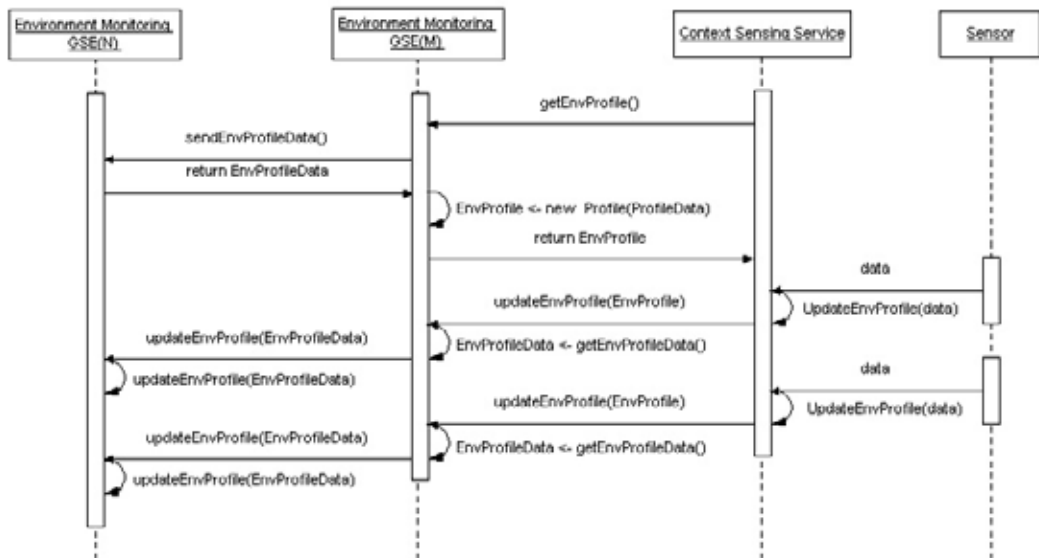 Environment Monitoring
GSE(N)
Environment Monitoring
GSE(M)
Context Sensing Service
Sensor
getEnvProfile()
sendEnvProfileData()
return EnvProfileData
EnvProfile <- new Profile(ProfileData)
return EnvProfile
data
updateEnvProfile(EnvProfile)
UpdateEnvProfile(data)
updateEnvProfile(EnvProfileData)
EnvProfileData <- getEnvProfileData()
updateEnvProfile(EnvProfileData)
data
updateEnvProfile(EnvProfile)
UpdateEnvProfile(data)
updateEnvProfile(EnvProfileData)
EnvProfileData <- getEnvProfileData()
updateEnvProfile(EnvProfileData)